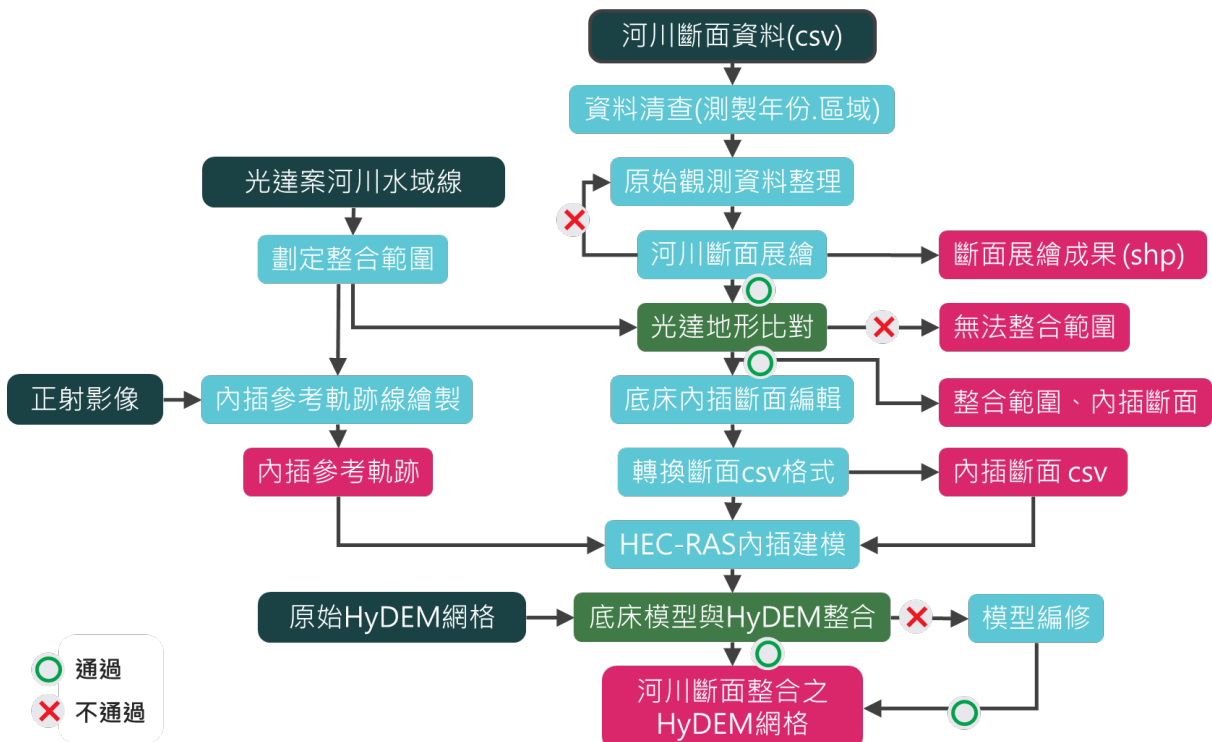 河川斷面資料(csv)
資料清查(測製年份.區域)
光達案河川水域線
原始觀測資料整理
劃定整合範圍
河川斷面展繪
斷面展繪成果(shp)
光達地形比對
無法整合範圍
正射影像
內插參考軌跡線繪製
底床內插斷面編輯
整合範圍、內插斷面
內插參考軌跡
轉換斷面csv格式
內插斷面 csv
HEC-RAS內插建模
原始HyDEM網格
底床模型與HyDEM整合
模型編修
通過
不通過
河川斷面整合之
HyDEM網格